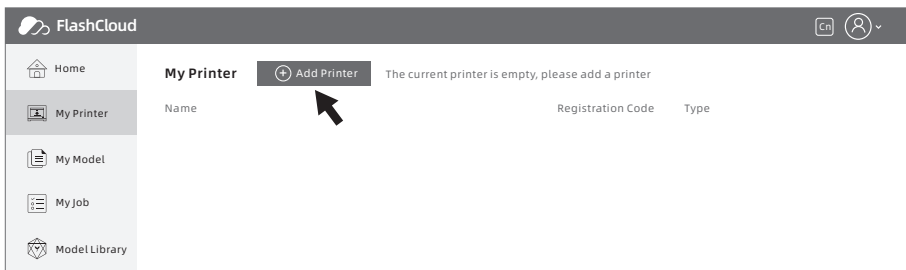 FlashCloud
Cn
Home
My Printer
My Model
My Job
Model Library
My Printer
Add Printer
The current printer is empty, please add a printer
Name
Registration Code
Type